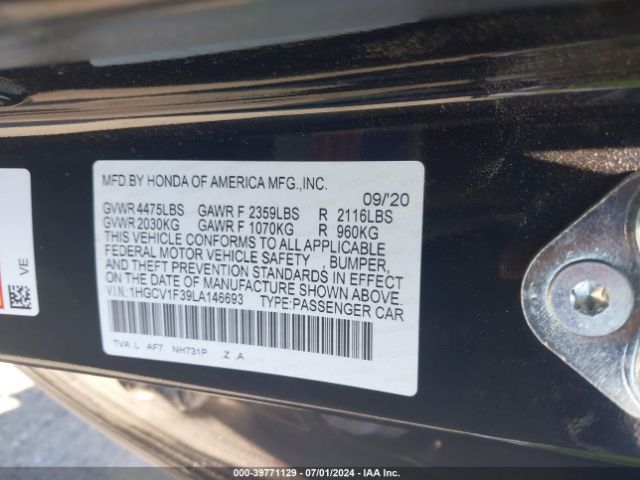 MFD.BY HONDA OF AMERICA MFG.,INC.
09/'20
GVWR 4475LBS GAWR F 2359LBS R 2116LBS
GVWR 2030KG GAWR F 1070KG R 960KG
THIS VEHICLE CONFORMS TO ALL APPLICABLE
FEDERAL MOTOR VEHICLE SAFETY , BUMPER,
AND THEFT PREVENTION STANDARDS IN EFFECT
ON THE DATE OF MANUFACTURE SHOWN ABOVE.
V.I.N.:1HGCV1F39LA146693 TYPE:PASSENGER CAR
TVA L AF7 NH731P Z A
VE
000-39771129 / 07/01/2024 - IAA Inc.